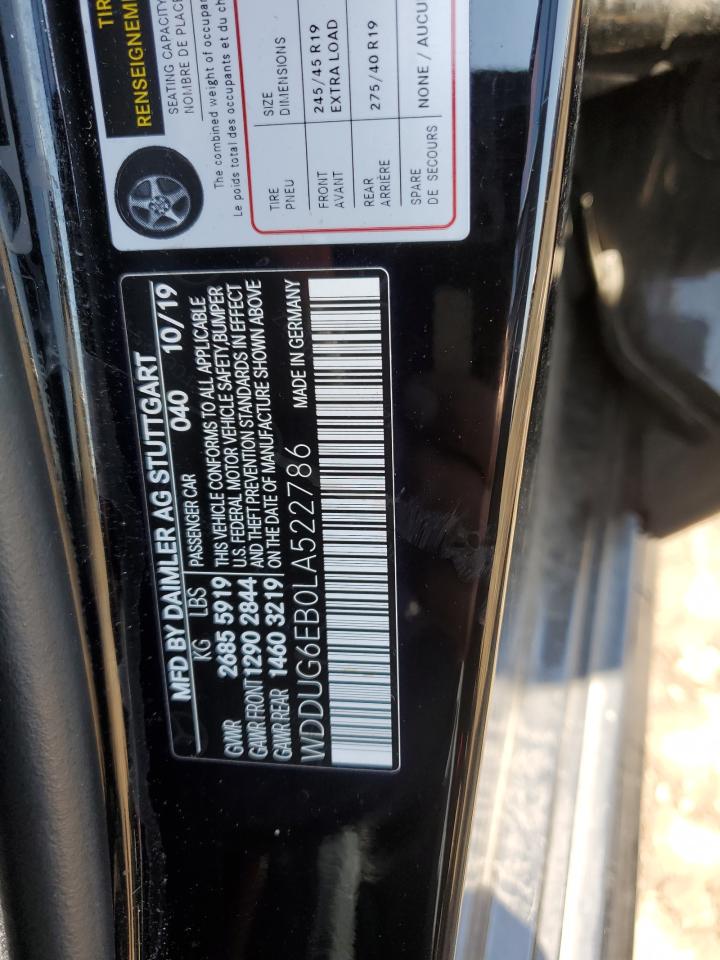 TIR
RENSEIGNEMEN
SEATING CAPACITY
NOMBRE DE PLACE
The combined weight of occupa
Le poids total des occupants et du ch
TIRE SIZE
PNEU DIMENSIONS
FRONT 245/45 R19
AVANT EXTRA LOAD
REAR 275/40 R19
ARRIÈRE
SPARE NONE / AUCU
DE SECOURS
MFD BY DAIMLER AG STUTTGART
KG LBS PASSENGER CAR 040 10/19
GVWR 2685 5919 THIS VEHICLE CONFORMS TO ALL APPLICABLE
U.S. FEDERAL MOTOR VEHICLE SAFETY,BUMPER
GAWR FRONT 1290 2844 AND THEFT PREVENTION STANDARDS IN EFFECT
GAWR REAR 1460 3219 ON THE DATE OF MANUFACTURE SHOWN ABOVE
WDDUG6EB0LA522786 MADE IN GERMANY